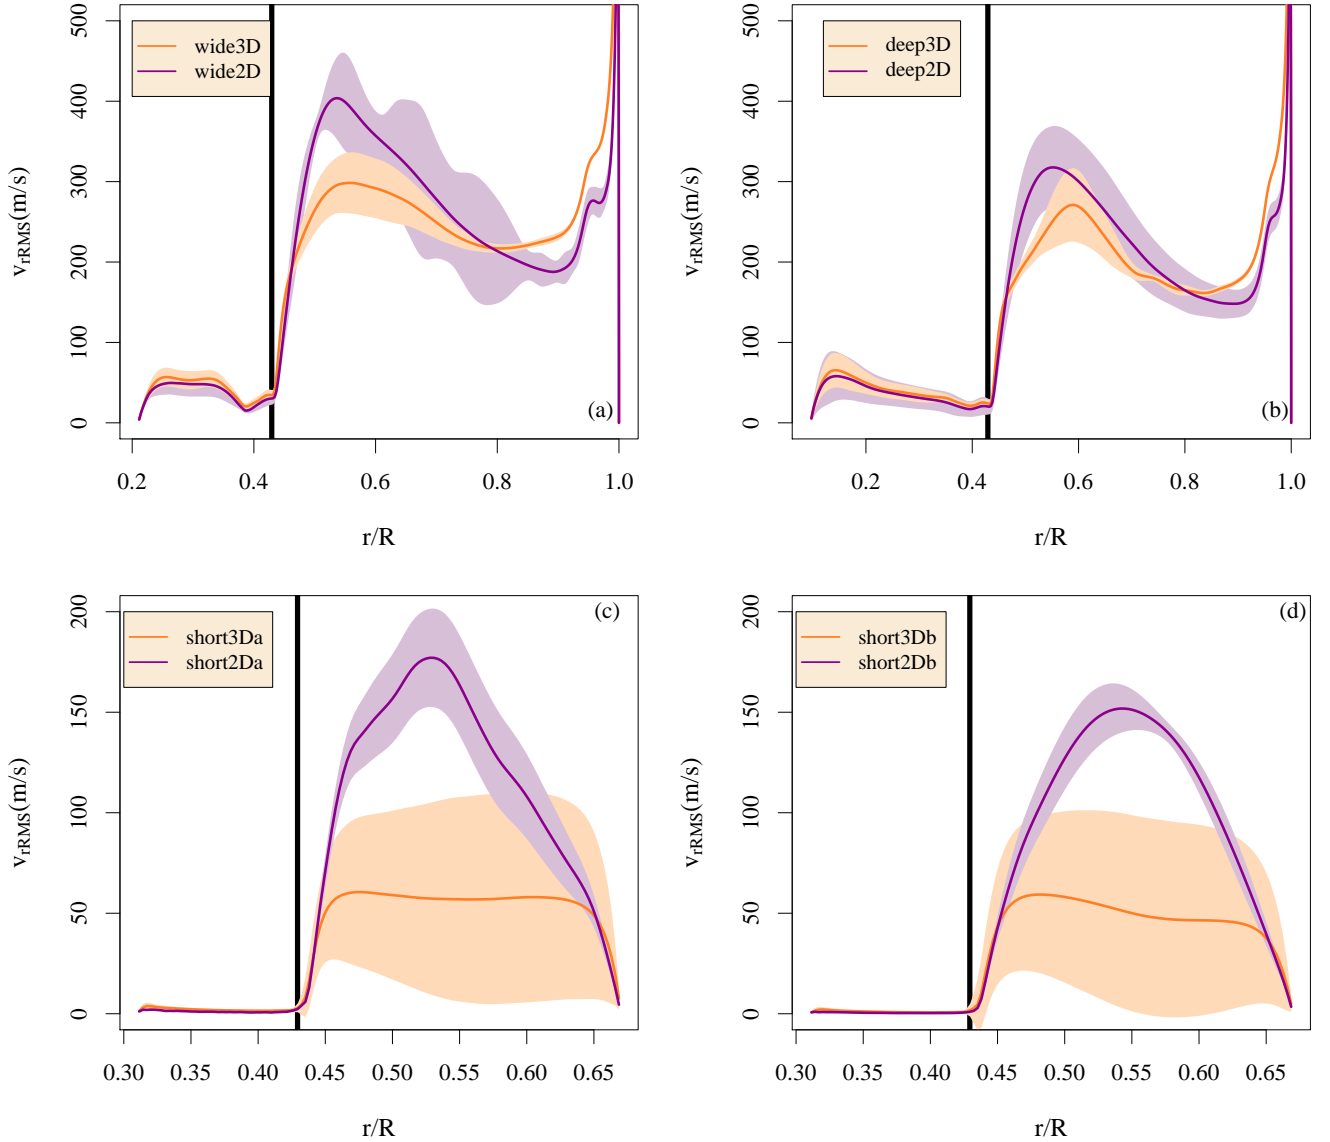 wide3D
wide2D
v_rRMS(m/s)
0
100
200
300
400
500
0.2
0.4
0.6
0.8
1.0
r/R
(a)
deep3D
deep2D
v_rRMS(m/s)
0
100
200
300
400
500
0.2
0.4
0.6
0.8
1.0
r/R
(b)
short3Da
short2Da
(c)
v_rRMS(m/s)
0
50
100
150
200
0.30
0.35
0.40
0.45
0.50
0.55
0.60
0.65
r/R
short3Db
short2Db
(d)
v_rRMS(m/s)
0
50
100
150
200
0.30
0.35
0.40
0.45
0.50
0.55
0.60
0.65
r/R